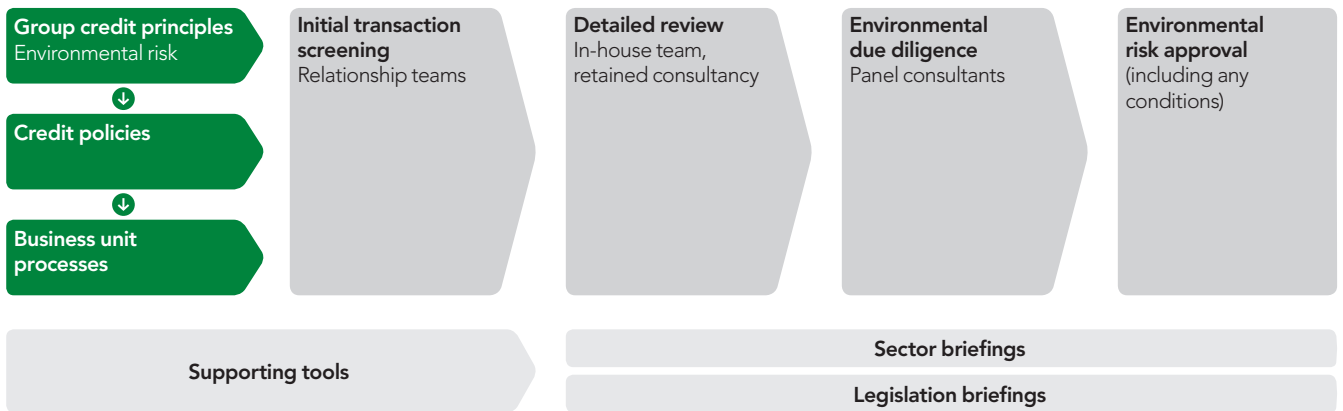 Group credit principles
Environmental risk
Credit policies
Business unit
processes
Initial transaction
screening
Relationship teams
Detailed review
In-house team,
retained consultancy
Environmental
due diligence
Panel consultants
Environmental
risk approval
(including any
conditions)
Supporting tools
Sector briefings
Legislation briefings